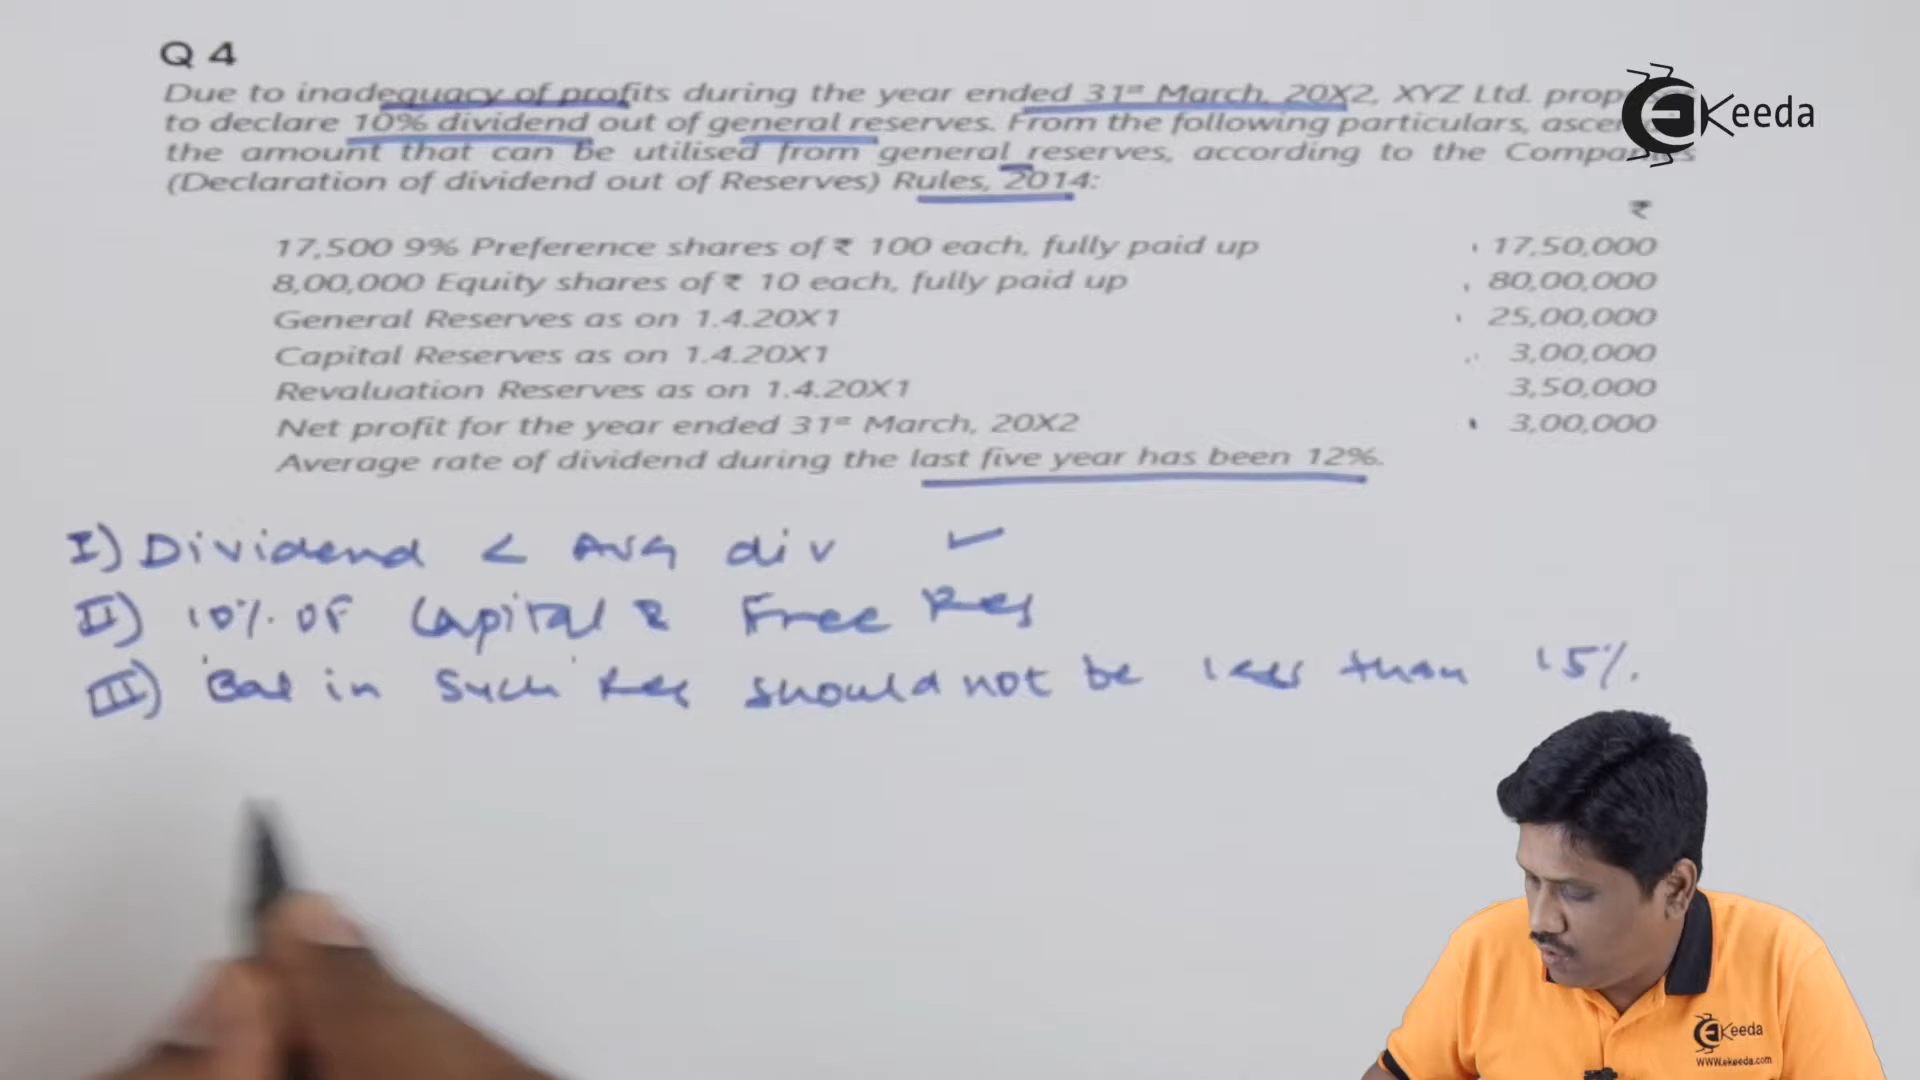 Q 4
Due to inadequacy of profits during the year ended 31st March, 20X2, XYZ Ltd.
to declare 10% dividend out of general reserves. From the following particulars,
the amount that can be utilised from general reserves, according to the
(Declaration of dividend out of Reserves) Rules, 2014:
₹
17,500 9% Preference shares of ₹ 100 each, fully paid up 17,50,000
8,00,000 Equity shares of ₹ 10 each, fully paid up 80,00,000
General Reserves as on 1.4.20X1 25,00,000
Capital Reserves as on 1.4.20X1 3,00,000
Revaluation Reserves as on 1.4.20X1 3,50,000
Net profit for the year ended 31st March, 20X2 3,00,000
Average rate of dividend during the last five year has been 12%.
I) Dividend < Avg div ✓
II) 10% of Capital & Free Res
III) Bal in Such Res should not be less than 15%.
Ekeeda
Ekeeda
www.ekeeda.com